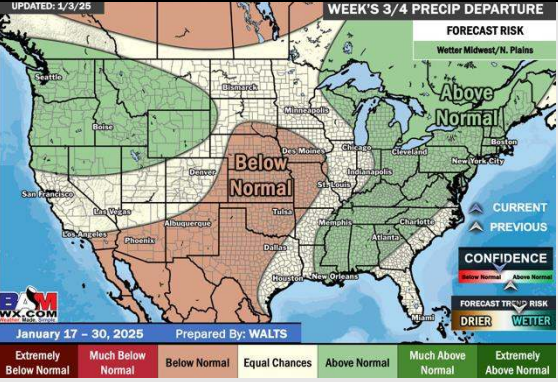 UPDATED: 1/3/25
WEEK'S 3/4 PRECIP DEPARTURE
FORECAST RISK
Wetter Midwest/N. Plains
Seattle
Bismarck
Minneapolis
Above
Normal
Boise
Boston
Chicago
Cleveland
New York City
Des Moines
Below
Normal
Denver
Indianapolis
St. Louis
San Francisco
Las Vegas
Tulsa
Memphis
Charlotte
CURRENT
PREVIOUS
Los Angeles
Albuquerque
Phoenix
Atlanta
Dallas
CONFIDENCE
Below Normal
Above Normal
Houston
New Orleans
BAM
WX.COM
Weather Made. Simple.
FORECAST TREND RISK
DRIER
WETTER
Miami
January 17 – 30, 2025
Prepared By: WALTS
Extremely
Below Normal
Much Below
Normal
Below Normal
Equal Chances
Above Normal
Much Above
Normal
Extremely
Above Normal